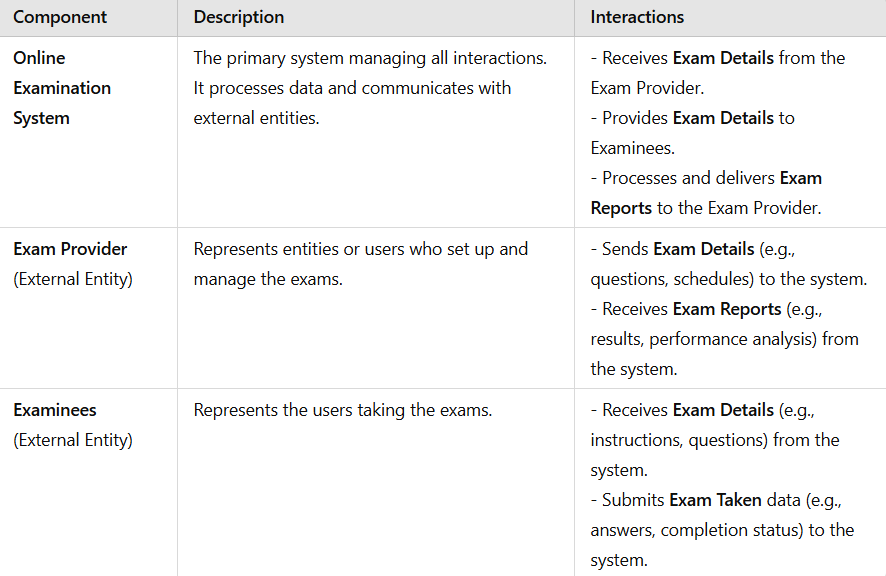 Component
Description
Interactions
Online
Examination
System
The primary system managing all interactions.
It processes data and communicates with
external entities.
- Receives Exam Details from the
Exam Provider.
- Provides Exam Details to
Examinees.
- Processes and delivers Exam
Reports to the Exam Provider.
Exam Provider
(External Entity)
Represents entities or users who set up and
manage the exams.
- Sends Exam Details (e.g.,
questions, schedules) to the system.
- Receives Exam Reports (e.g.,
results, performance analysis) from
the system.
Examinees
(External Entity)
Represents the users taking the exams.
- Receives Exam Details (e.g.,
instructions, questions) from the
system.
- Submits Exam Taken data (e.g.,
answers, completion status) to the
system.